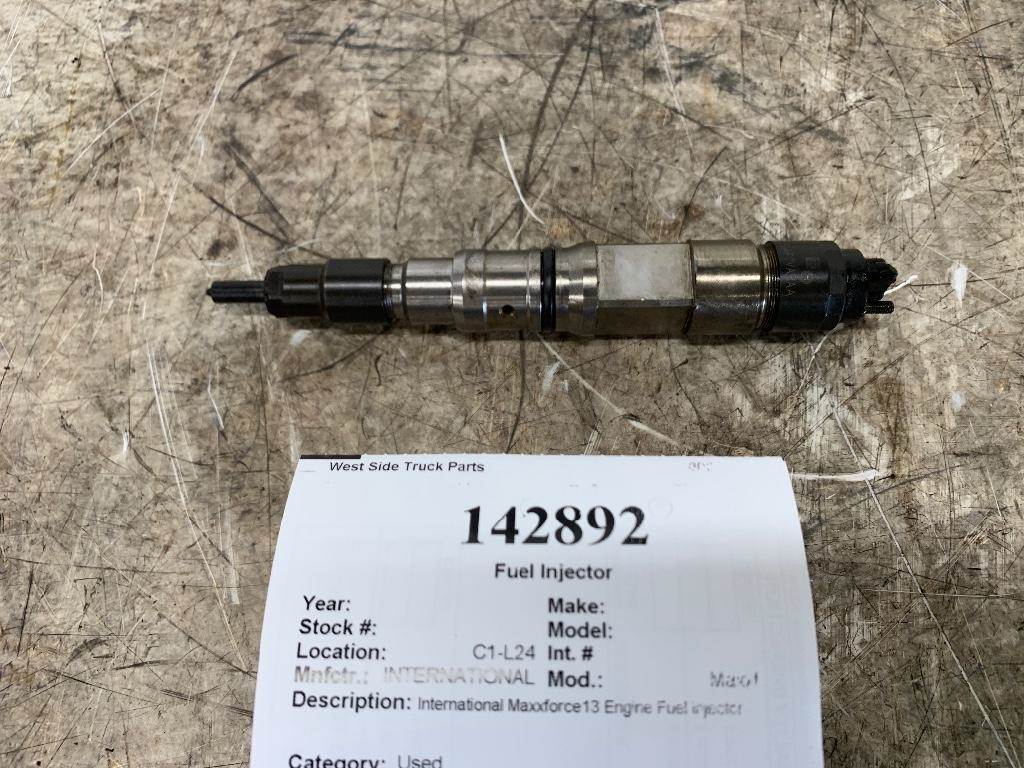 West Side Truck Parts
142892
Fuel Injector
Year: Make:
Stock #: Model:
Location: C1-L24 Int. #
Mnfctr.: INTERNATIONAL Mod.:
Description: International Maxxforce13 Engine Fuel injector
Category: Used